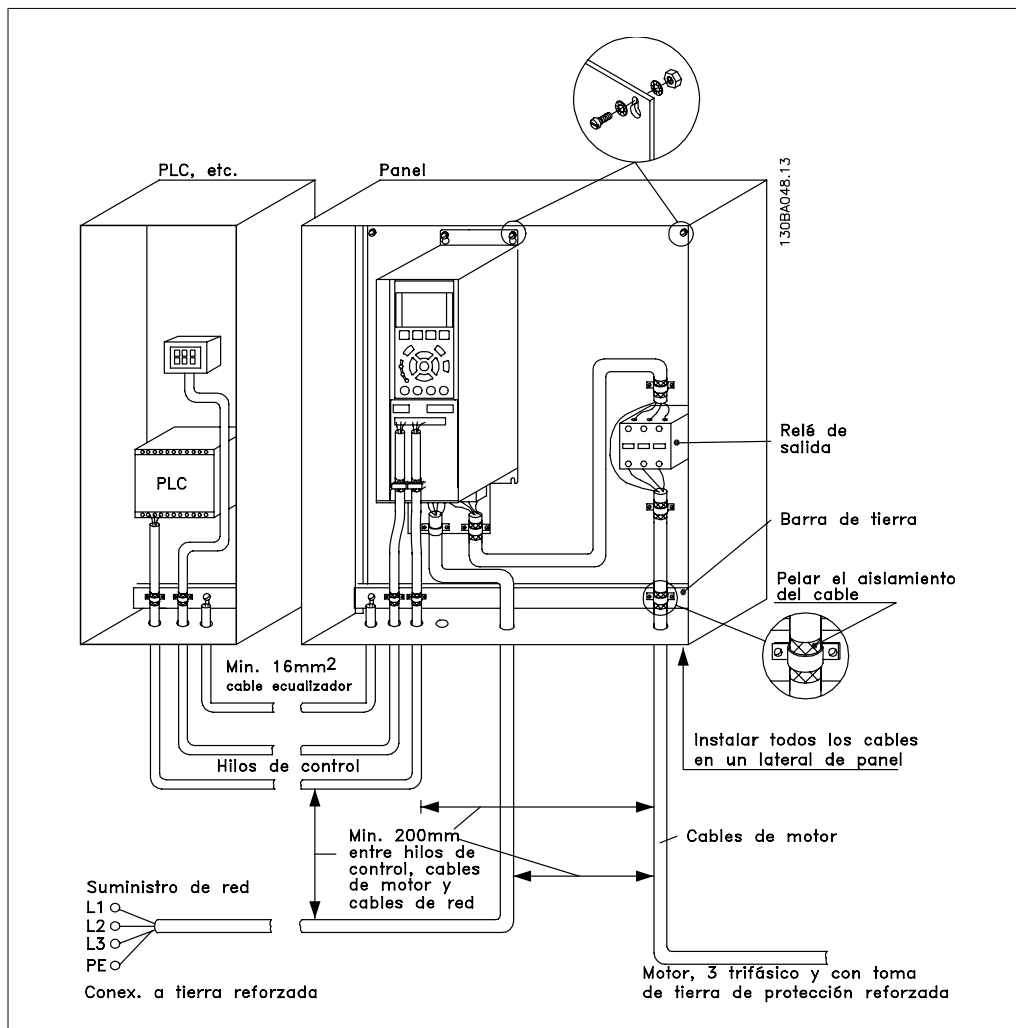 PLC, etc.
Panel
130BA048.13
PLC
Relé de
salida
Barra de tierra
Pelar el aislamiento
del cable
Min. 16mm2
cable ecualizador
Hilos de control
Instalar todos los cables
en un lateral de panel
Min. 200mm
entre hilos de
control, cables
de motor y
cables de red
Cables de motor
Suministro de red
L1
L2
L3
PE
Conex. a tierra reforzada
Motor, 3 trifásico y con toma
de tierra de protección reforzada